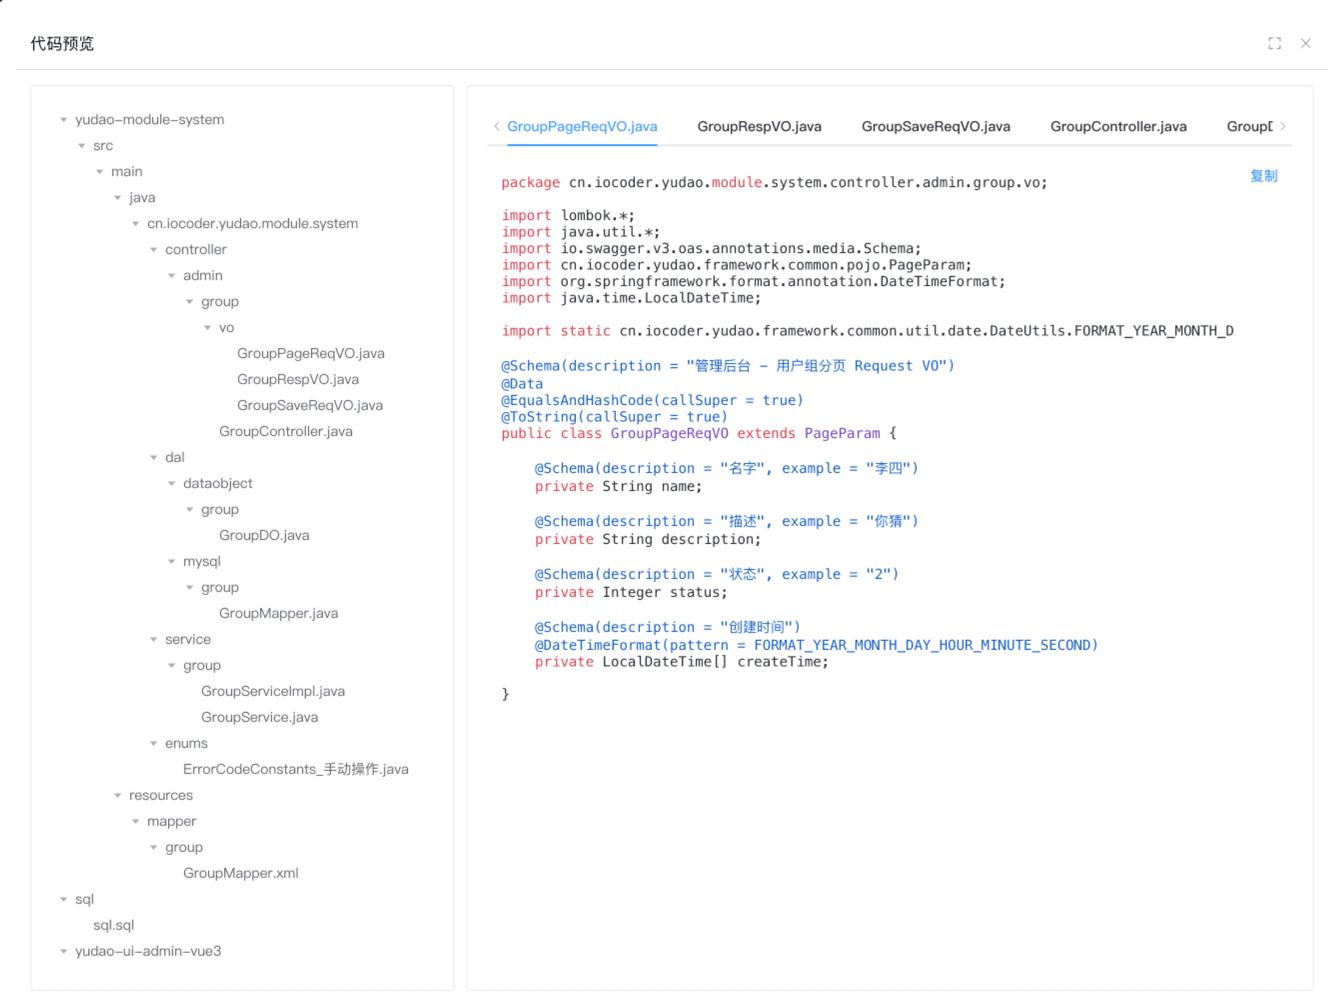 代码预览
yudao-module-system
src
main
java
cn.iocoder.yudao.module.system
controller
admin
group
vo
GroupPageReqVO.java
GroupRespVO.java
GroupSaveReqVO.java
GroupController.java
dal
dataobject
group
GroupDO.java
mysql
group
GroupMapper.java
service
group
GroupServiceImpl.java
GroupService.java
enums
ErrorCodeConstants_手动操作.java
resources
mapper
group
GroupMapper.xml
sql
sql.sql
yudao-ui-admin-vue3
GroupPageReqVO.java GroupRespVO.java GroupSaveReqVO.java GroupController.java Group
复制
package cn.iocoder.yudao.module.system.controller.admin.group.vo;
import lombok.*;
import java.util.*;
import io.swagger.v3.oas.annotations.media.Schema;
import cn.iocoder.yudao.framework.common.pojo.PageParam;
import org.springframework.format.annotation.DateTimeFormat;
import java.time.LocalDateTime;
import static cn.iocoder.yudao.framework.common.util.date.DateUtils.FORMAT_YEAR_MONTH_D
@Schema(description = "管理后台 - 用户组分页 Request VO")
@Data
@EqualsAndHashCode(callSuper = true)
@ToString(callSuper = true)
public class GroupPageReqVO extends PageParam {
@Schema(description = "名字", example = "李四")
private String name;
@Schema(description = "描述", example = "你猜")
private String description;
@Schema(description = "状态", example = "2")
private Integer status;
@Schema(description = "创建时间")
@DateTimeFormat(pattern = FORMAT_YEAR_MONTH_DAY_HOUR_MINUTE_SECOND)
private LocalDateTime[] createTime;
}